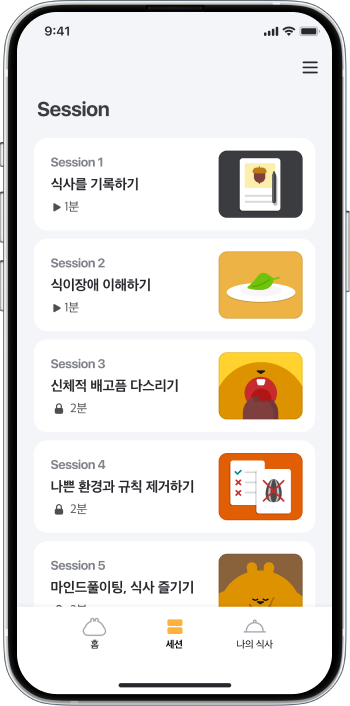 9:41
Session
Session 1
식사를 기록하기
1분
Session 2
식이장애 이해하기
1분
Session 3
신체적 배고픔 다스리기
2분
Session 4
나쁜 환경과 규칙 제거하기
2분
Session 5
마인드풀이팅, 식사 즐기기
홈
세션
나의 식사